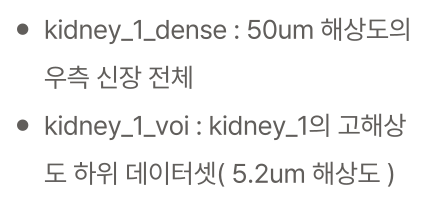 • kidney_1_dense : 50um 해상도의
우측 신장 전체
• kidney_1_voi : kidney_1의 고해상
도 하위 데이터셋( 5.2um 해상도 )